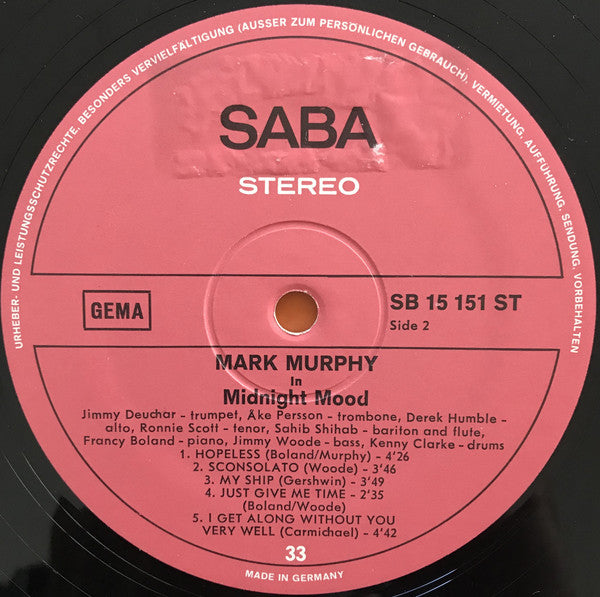 URHEBER- UND LEISTUNGSSCHUTZRECHTE, BESONDERS VERVIELFÄLTIGUNG (AUSSER ZUM PERSÖNLICHEN GEBRAUCH), VERMIETUNG, AUFFÜHRUNG, SENDUNG, VORBEHALTEN
SABA
STEREO
GEMA
SB 15 151 ST
Side 2
MARK MURPHY
In
Midnight Mood
Jimmy Deuchar - trumpet, Åke Persson - trombone, Derek Humble -
alto, Ronnie Scott - tenor, Sahib Shihab - bariton and flute,
Francy Boland - piano, Jimmy Woode - bass, Kenny Clarke - drums
1. HOPELESS (Boland/Murphy) - 4'26
2. SCONSOLATO (Woode) - 3'46
3. MY SHIP (Gershwin) - 3'49
4. JUST GIVE ME TIME - 2'35
(Boland/Woode)
5. I GET ALONG WITHOUT YOU
VERY WELL (Carmichael) - 4'42
33
MADE IN GERMANY